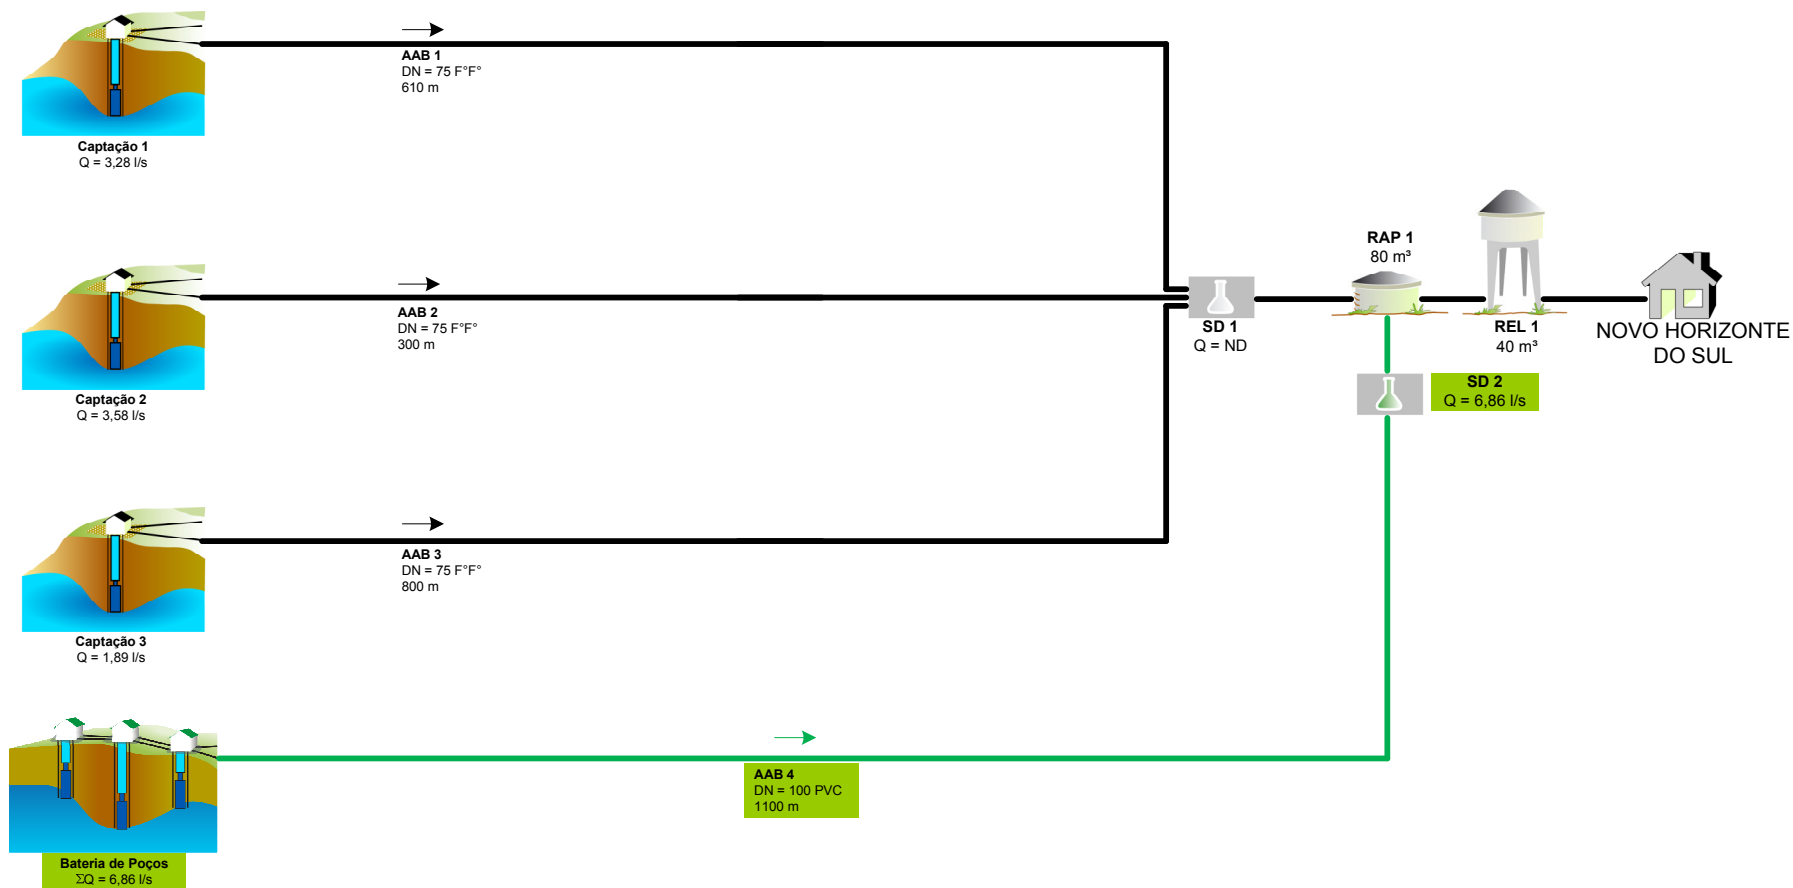 AAB 1
DN = 75 F°F°
610 m
Captação 1
Q = 3,28 l/s
AAB 2
DN = 75 F°F°
300 m
Captação 2
Q = 3,58 l/s
SD 1
Q = ND
RAP 1
80 m³
REL 1
40 m³
NOVO HORIZONTE
DO SUL
SD 2
Q = 6,86 l/s
AAB 3
DN = 75 F°F°
800 m
Captação 3
Q = 1,89 l/s
AAB 4
DN = 100 PVC
1100 m
Bateria de Poços
ΣQ = 6,86 l/s